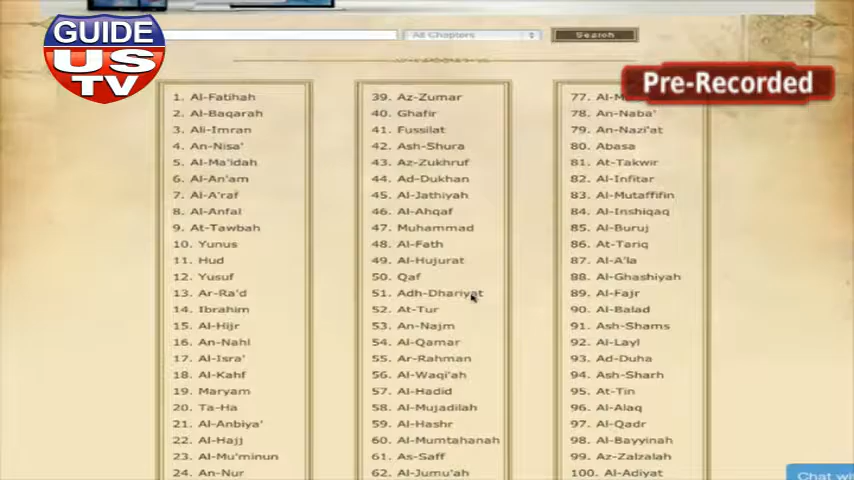 GUIDE
US
TV
All Chapters
Search
Pre-Recorded
1. Al-Fatihah
2. Al-Baqarah
3. Ali-Imran
4. An-Nisa'
5. Al-Ma'idah
6. Al-An'am
7. Al-A'raf
8. Al-Anfal
9. At-Tawbah
10. Yunus
11. Hud
12. Yusuf
13. Ar-Ra'd
14. Ibrahim
15. Al-Hijr
16. An-Nahl
17. Al-Isra'
18. Al-Kahf
19. Maryam
20. Ta-Ha
21. Al-Anbiya'
22. Al-Hajj
23. Al-Mu'minun
24. An-Nur
39. Az-Zumar
40. Ghafir
41. Fussilat
42. Ash-Shura
43. Az-Zukhruf
44. Ad-Dukhan
45. Al-Jathiyah
46. Al-Ahqaf
47. Muhammad
48. Al-Fath
49. Al-Hujurat
50. Qaf
51. Adh-Dhariyat
52. At-Tur
53. An-Najm
54. Al-Qamar
55. Ar-Rahman
56. Al-Waqi'ah
57. Al-Hadid
58. Al-Mujadilah
59. Al-Hashr
60. Al-Mumtahanah
61. As-Saff
62. Al-Jumu'ah
77.
78. An-Naba'
79. An-Nazi'at
80. Abasa
81. At-Takwir
82. Al-Infitar
83. Al-Mutaffifin
84. Al-Inshiqaq
85. Al-Buruj
86. At-Tariq
87. Al-A'la
88. Al-Ghashiyah
89. Al-Fajr
90. Al-Balad
91. Ash-Shams
92. Al-Layl
93. Ad-Duha
94. Ash-Sharh
95. At-Tin
96. Al-Alaq
97. Al-Qadr
98. Al-Bayyinah
99. Az-Zalzalah
100. Al-Adiyat
Chat